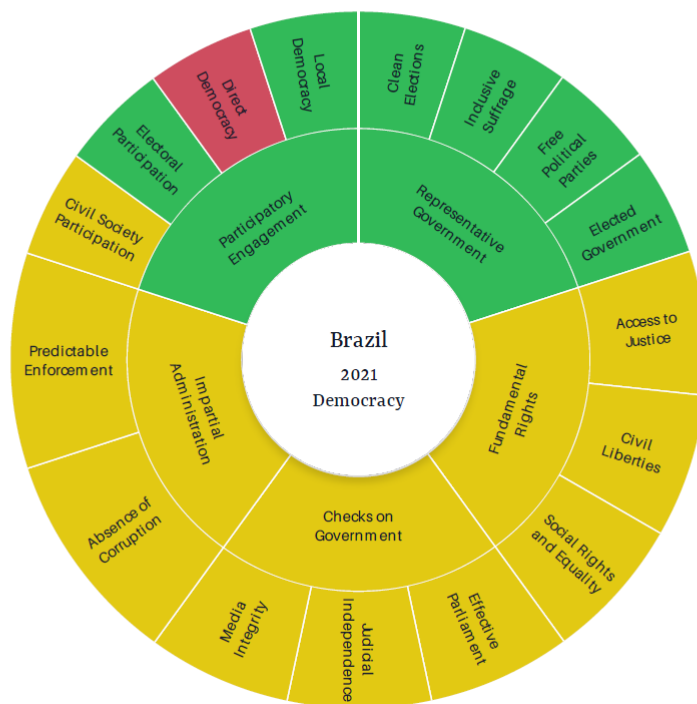 Brazil
2021
Democracy
Participatory
Engagement
Representative
Government
Fundamental
Rights
Checks on
Government
Impartial
Administration
Clean
Elections
Inclusive
Suffrage
Free
Political
Parties
Elected
Government
Access to
Justice
Civil
Liberties
Social Rights
and Equality
Effective
Parliament
Judicial
Independence
Media
Integrity
Absence of
Corruption
Predictable
Enforcement
Civil Society
Participation
Electoral
Participation
Direct
Democracy
Local
Democracy